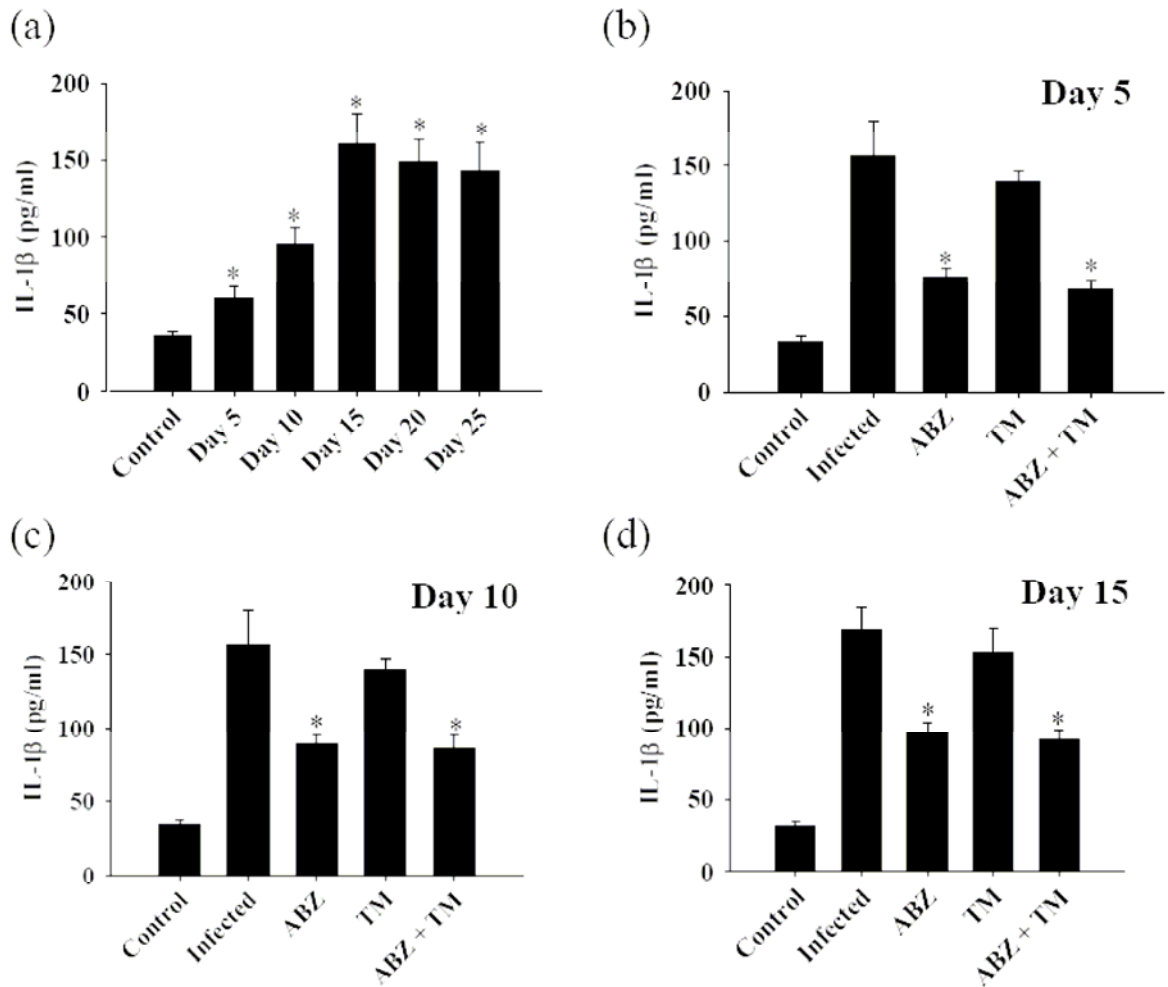 (a)
IL-1β (pg/ml)
200
150
100
50
0
*
*
*
*
*
Control
Day 5
Day 10
Day 15
Day 20
Day 25
(b)
Day 5
IL-1β (pg/ml)
200
150
100
50
0
*
*
Control
Infected
ABZ
TM
ABZ + TM
(c)
Day 10
IL-1β (pg/ml)
200
150
100
50
0
*
*
Control
Infected
ABZ
TM
ABZ + TM
(d)
Day 15
IL-1β (pg/ml)
200
150
100
50
0
*
*
Control
Infected
ABZ
TM
ABZ + TM